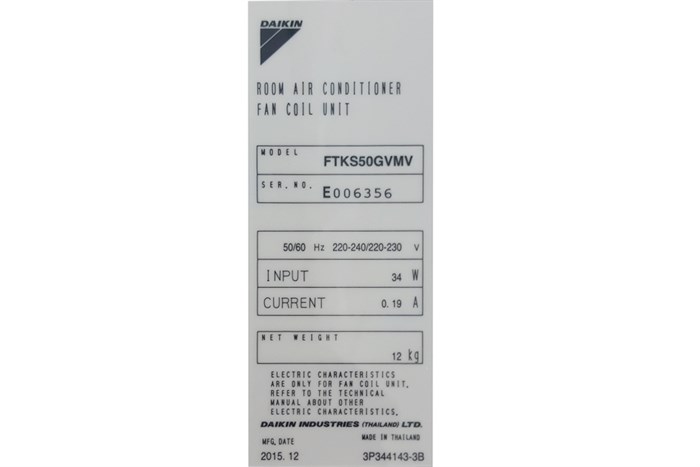 DAIKIN
ROOM AIR CONDITIONER
FAN COIL UNIT
MODEL FTKS50GVMV
SER. NO. E006356
50/60 Hz 220-240/220-230 V
INPUT 34 W
CURRENT 0.19 A
NET WEIGHT
12 kg
ELECTRIC CHARACTERISTICS
ARE ONLY FOR FAN COIL UNIT.
REFER TO THE TECHNICAL
MANUAL ABOUT OTHER
ELECTRIC CHARACTERISTICS.
DAIKIN INDUSTRIES (THAILAND) LTD.
MFG. DATE MADE IN THAILAND
2015. 12 3P344143-3B